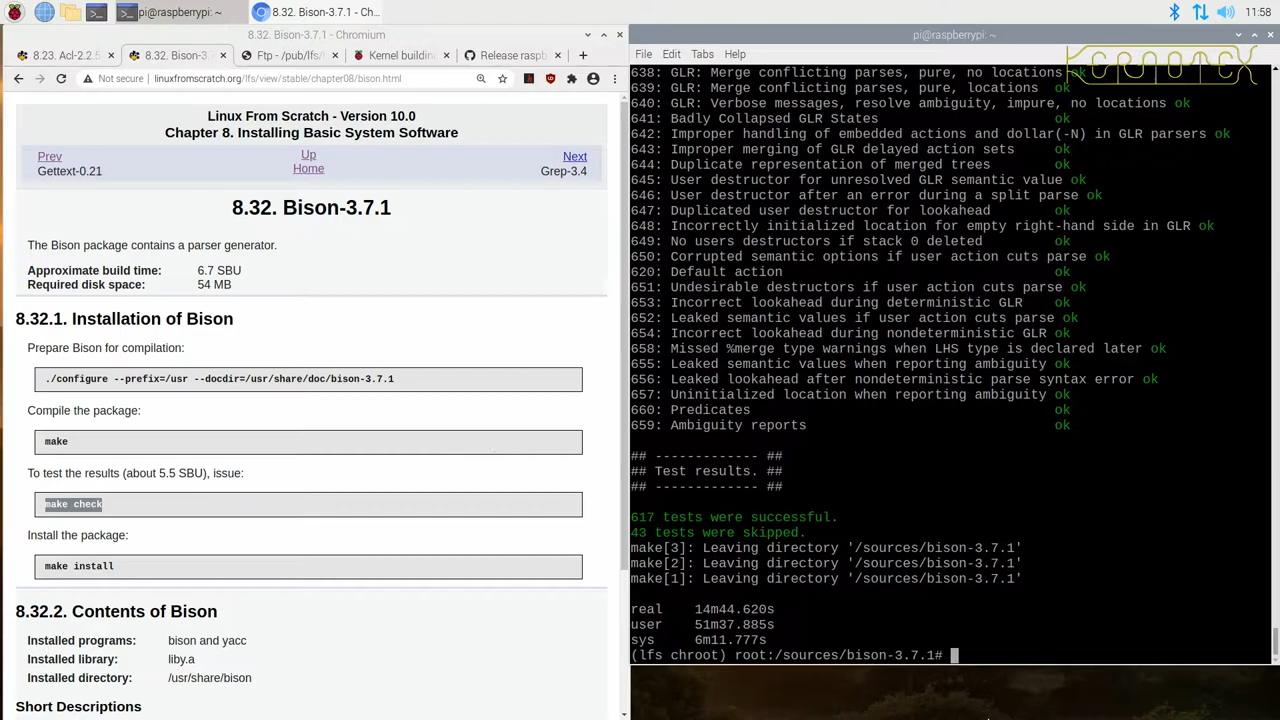 pi@raspberrypi: ~
8.32. Bison-3.7.1 - Ch...
11:58
8.32. Bison-3.7.1 - Chromium
8.23. Acl-2.2.5
8.32. Bison-3.7
Ftp - /pub/lfs/
Kernel buildin
Release raspb
Not secure | linuxfromscratch.org/lfs/view/stable/chapter08/bison.html
Linux From Scratch - Version 10.0
Chapter 8. Installing Basic System Software
Prev
Up
Next
Gettext-0.21
Home
Grep-3.4
8.32. Bison-3.7.1
The Bison package contains a parser generator.
Approximate build time: 6.7 SBU
Required disk space: 54 MB
8.32.1. Installation of Bison
Prepare Bison for compilation:
./configure --prefix=/usr --docdir=/usr/share/doc/bison-3.7.1
Compile the package:
make
To test the results (about 5.5 SBU), issue:
make check
Install the package:
make install
8.32.2. Contents of Bison
Installed programs: bison and yacc
Installed library: liby.a
Installed directory: /usr/share/bison
Short Descriptions
pi@raspberrypi: ~
File Edit Tabs Help
638: GLR: Merge conflicting parses, pure, no locations ok
639: GLR: Merge conflicting parses, pure, locations ok
640: GLR: Verbose messages, resolve ambiguity, impure, no locations ok
641: Badly Collapsed GLR States ok
642: Improper handling of embedded actions and dollar(-N) in GLR parsers ok
643: Improper merging of GLR delayed action sets ok
644: Duplicate representation of merged trees ok
645: User destructor for unresolved GLR semantic value ok
646: User destructor after an error during a split parse ok
647: Duplicated user destructor for lookahead ok
648: Incorrectly initialized location for empty right-hand side in GLR ok
649: No users destructors if stack 0 deleted ok
650: Corrupted semantic options if user action cuts parse ok
620: Default action ok
651: Undesirable destructors if user action cuts parse ok
653: Incorrect lookahead during deterministic GLR ok
652: Leaked semantic values if user action cuts parse ok
654: Incorrect lookahead during nondeterministic GLR ok
658: Missed %merge type warnings when LHS type is declared later ok
655: Leaked semantic values when reporting ambiguity ok
656: Leaked lookahead after nondeterministic parse syntax error ok
657: Uninitialized location when reporting ambiguity ok
660: Predicates ok
659: Ambiguity reports ok
## ------------- ##
## Test results. ##
## ------------- ##
617 tests were successful.
43 tests were skipped.
make[3]: Leaving directory '/sources/bison-3.7.1'
make[2]: Leaving directory '/sources/bison-3.7.1'
make[1]: Leaving directory '/sources/bison-3.7.1'
real 14m44.620s
user 51m37.885s
sys 6m11.777s
(lfs chroot) root:/sources/bison-3.7.1#